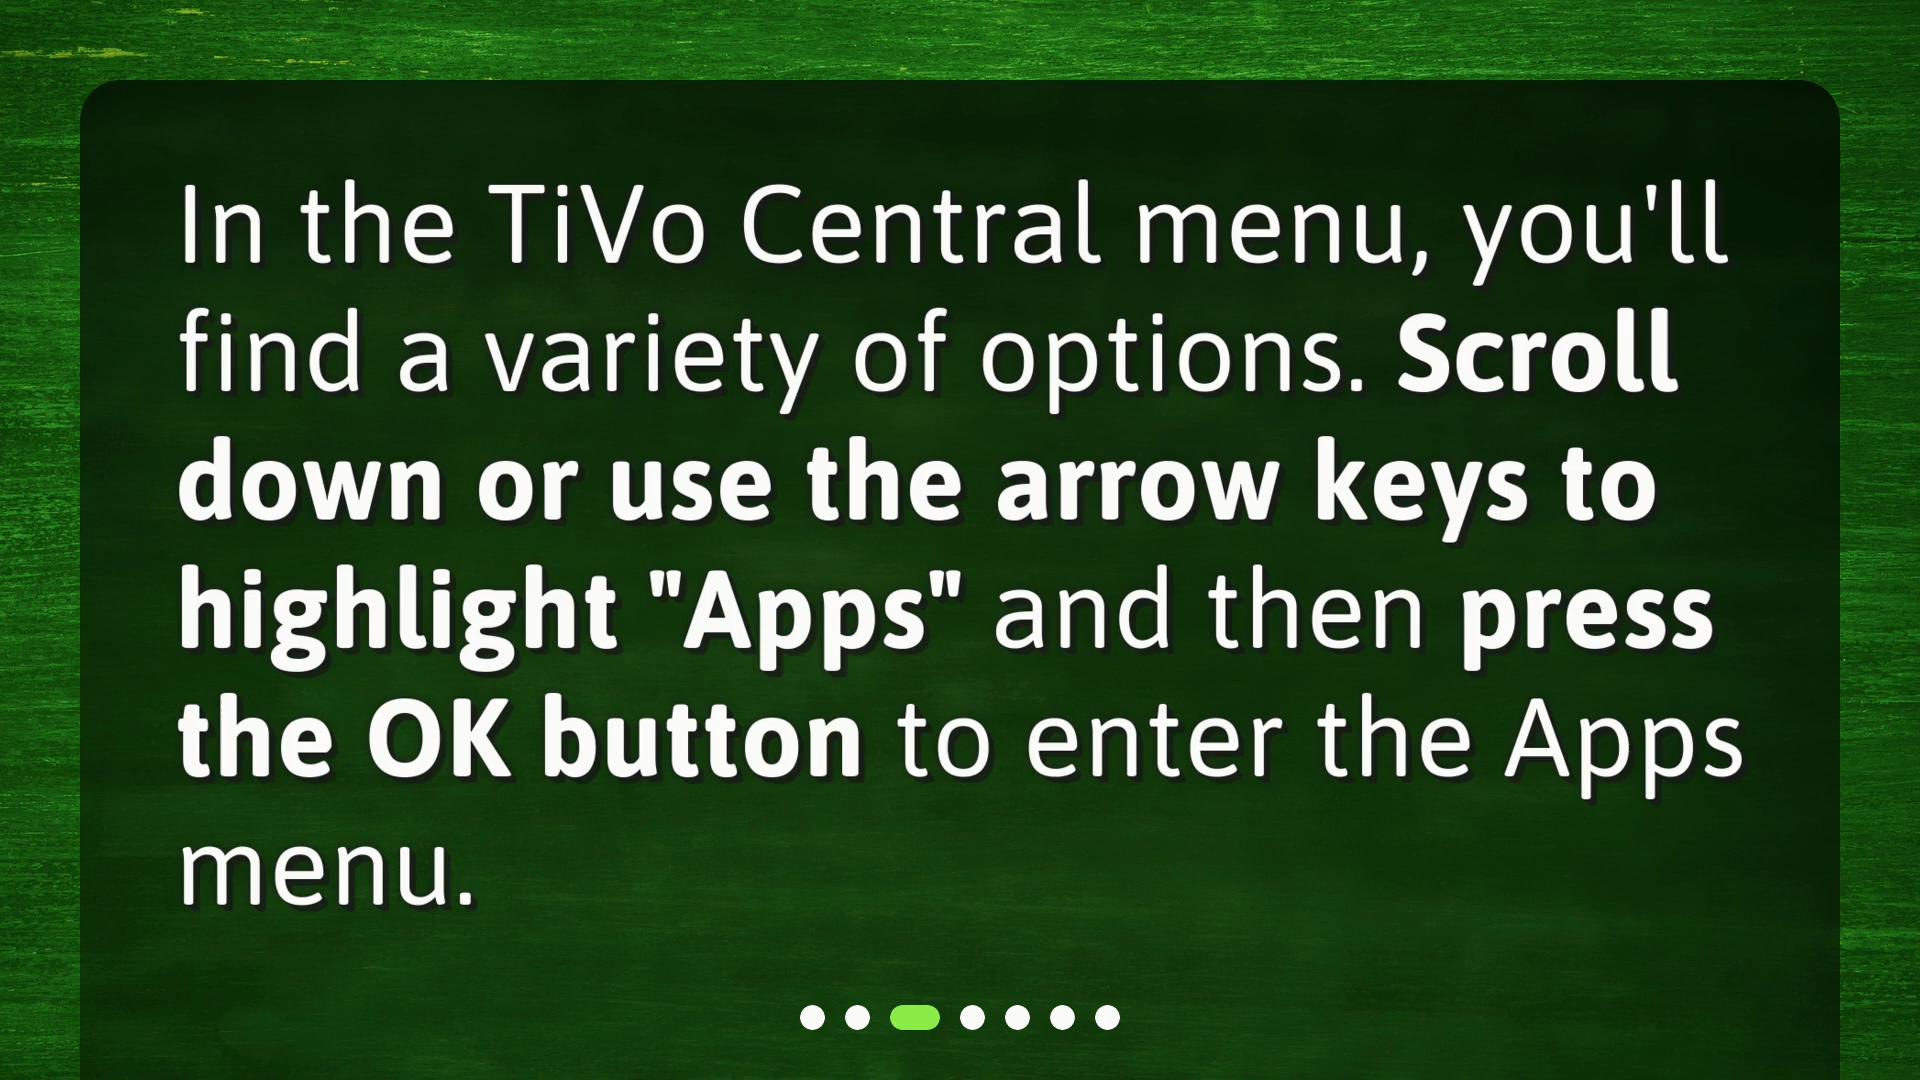 In the TiVo Central menu, you'll
find a variety of options. Scroll
down or use the arrow keys to
highlight "Apps" and then press
the OK button to enter the Apps
menu.